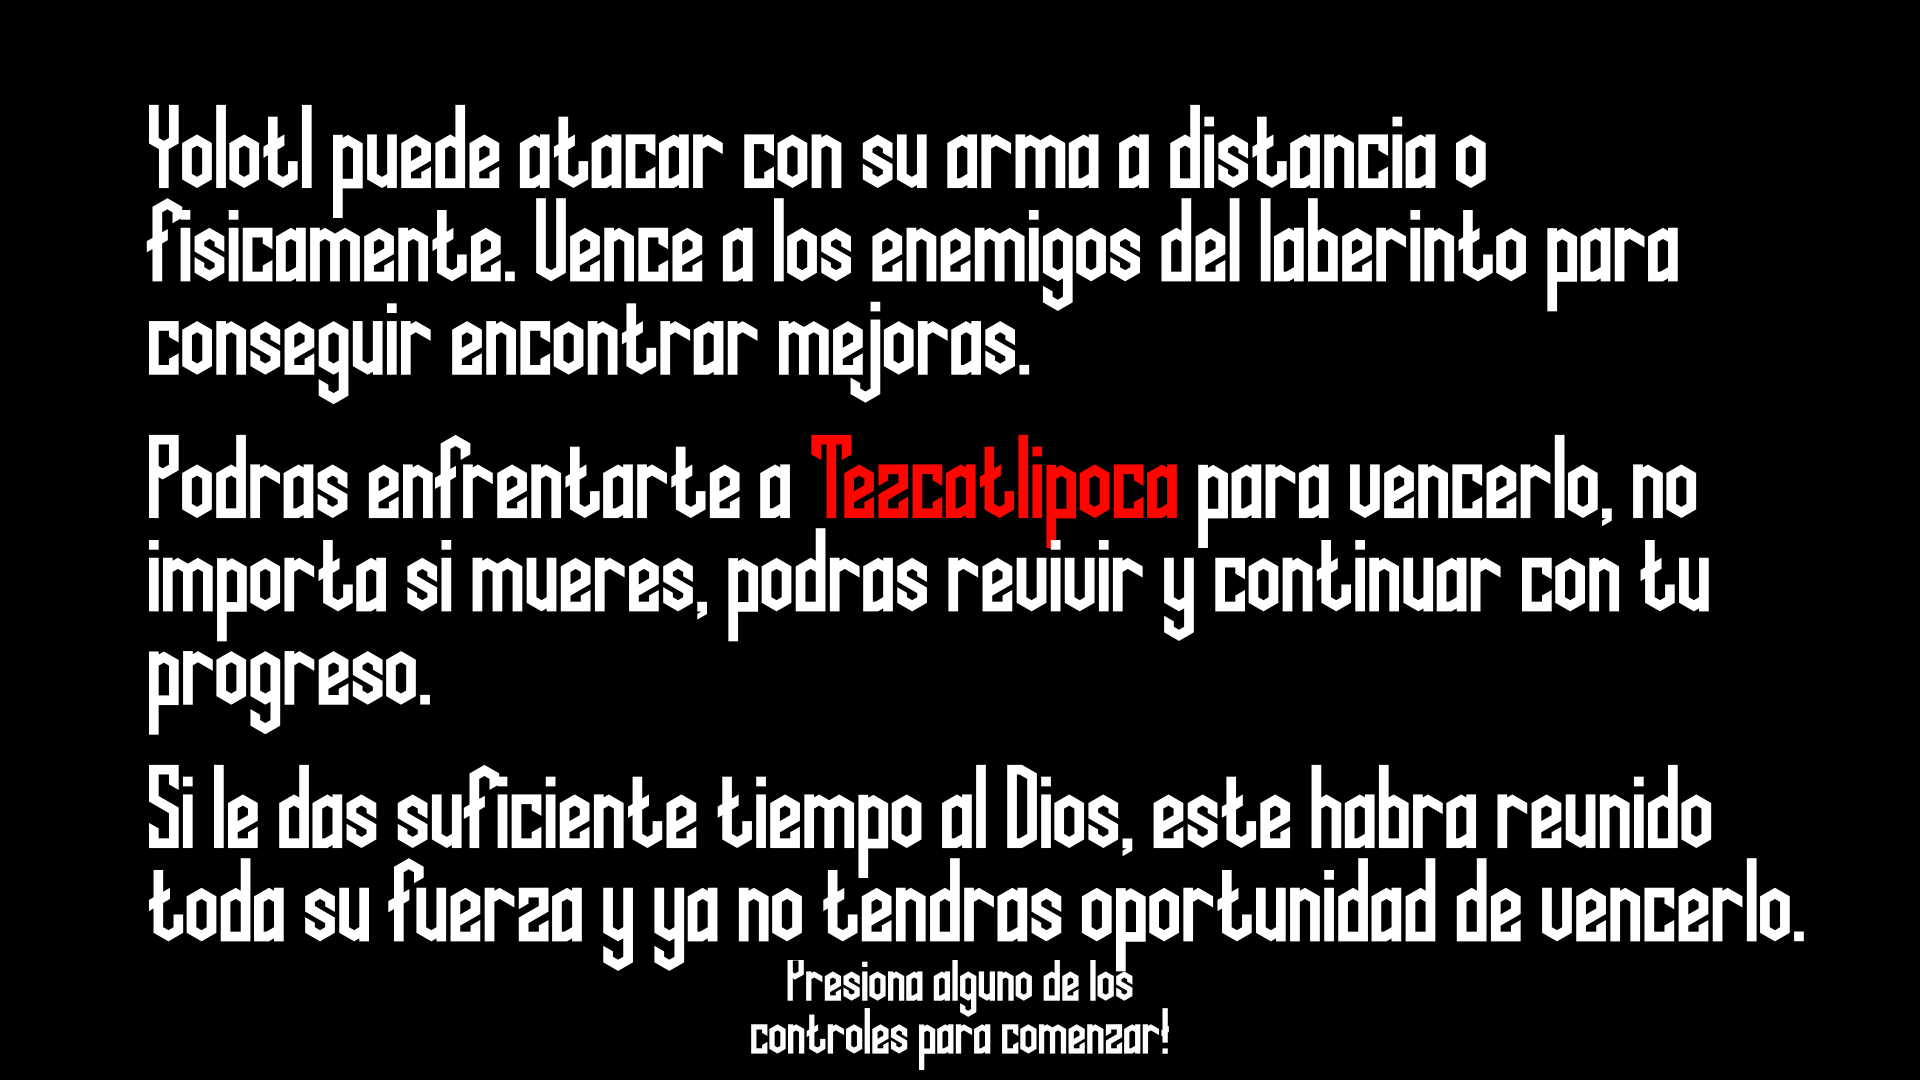 Yolotl puede atacar con su arma a distancia o
fisicamente. Vence a los enemigos del laberinto para
conseguir encontrar mejoras.
Podras enfrentarte a Tezcatlipoca para vencerlo, no
importa si mueres, podras revivir y continuar con tu
progreso.
Si le das suficiente tiempo al Dios, este habra reunido
toda su fuerza y ya no tendras oportunidad de vencerlo.
Presiona alguno de los
controles para comenzar!